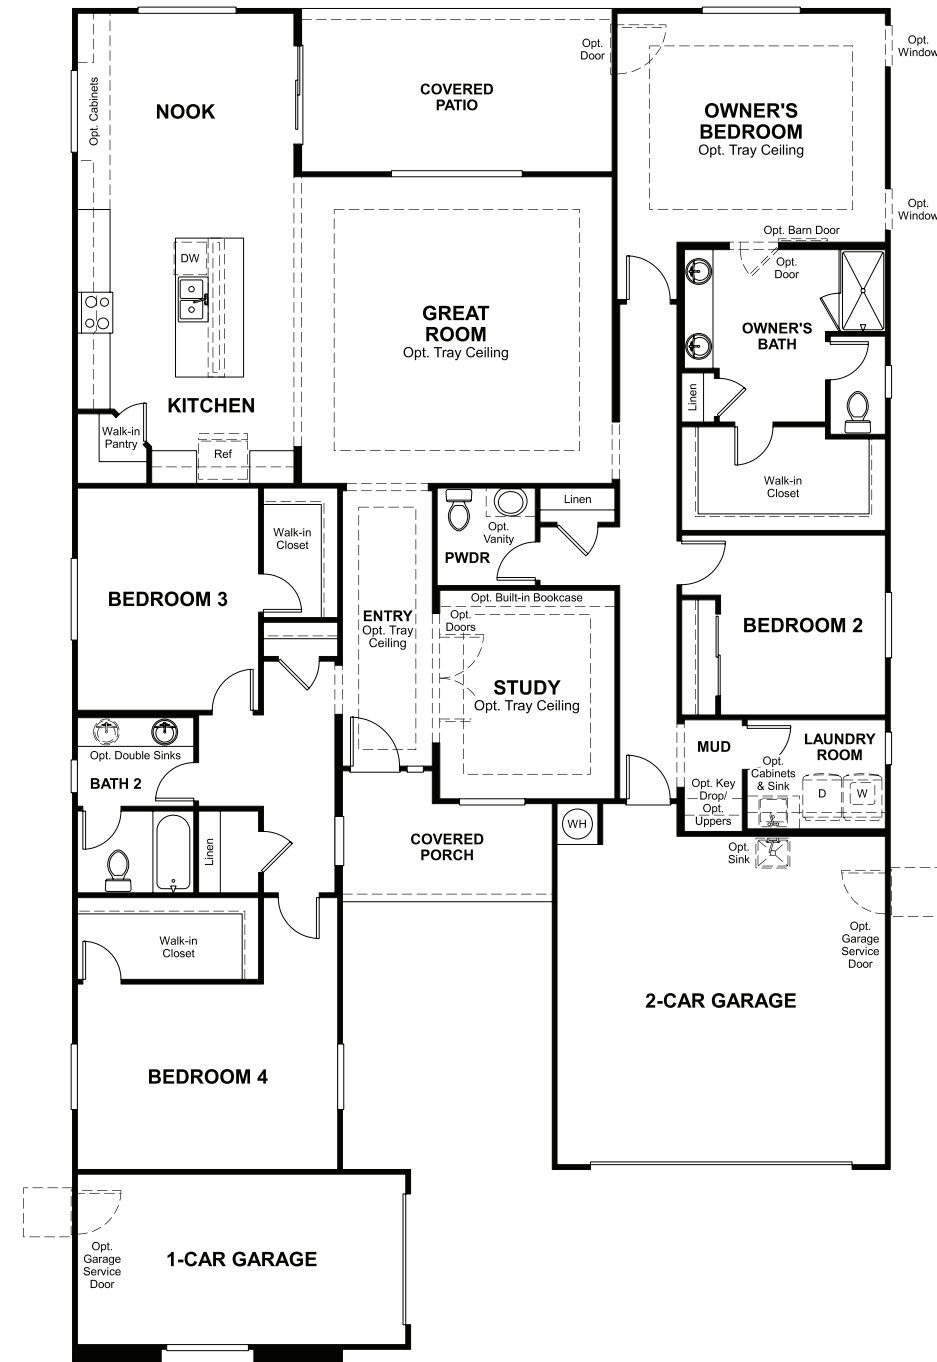 Opt. Cabinets
NOOK
COVERED
PATIO
Opt.
Door
OWNER'S
BEDROOM
Opt. Tray Ceiling
Opt.
Window
Opt.
Window
Opt. Barn Door
Opt.
Door
DW
GREAT
ROOM
Opt. Tray Ceiling
OWNER'S
BATH
Linen
KITCHEN
Walk-in
Pantry
Ref
Walk-in
Closet
Linen
Opt.
Vanity
PWDR
Walk-in
Closet
BEDROOM 3
ENTRY
Opt. Tray
Ceiling
Opt. Built-in Bookcase
Opt.
Doors
STUDY
Opt. Tray Ceiling
BEDROOM 2
Opt. Double Sinks
BATH 2
MUD
Opt. Key
Drop/
Opt.
Uppers
Opt.
Cabinets
& Sink
LAUNDRY
ROOM
D
W
Linen
COVERED
PORCH
WH
Opt.
Sink
Opt.
Garage
Service
Door
Walk-in
Closet
2-CAR GARAGE
BEDROOM 4
Opt.
Garage
Service
Door
1-CAR GARAGE